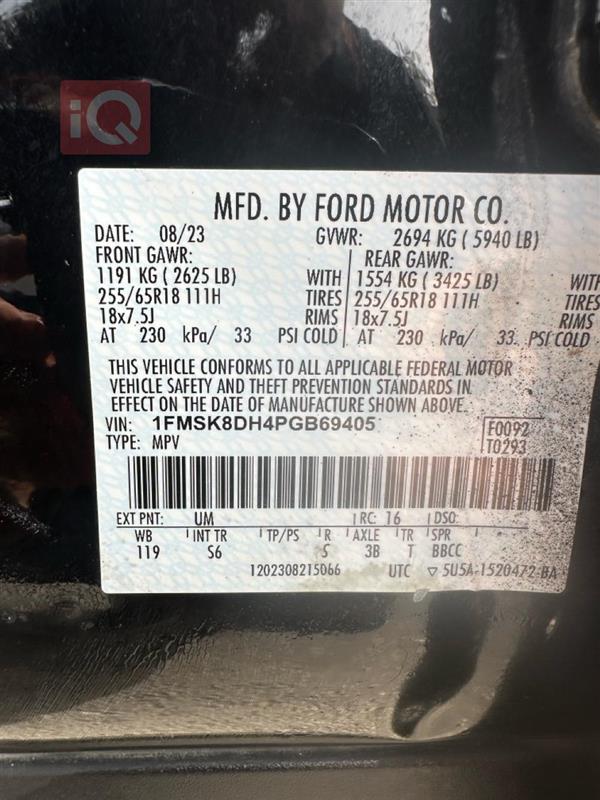 iQ
MFD. BY FORD MOTOR CO.
DATE: 08/23 GVWR: 2694 KG ( 5940 LB)
FRONT GAWR: REAR GAWR:
1191 KG ( 2625 LB) WITH 1554 KG ( 3425 LB) WITH
255/65R18 111H TIRES 255/65R18 111H TIRES
18x7.5J RIMS 18x7.5J RIMS
AT 230 kPa/ 33 PSI COLD AT 230 kPa/ 33 PSI COLD
THIS VEHICLE CONFORMS TO ALL APPLICABLE FEDERAL MOTOR
VEHICLE SAFETY AND THEFT PREVENTION STANDARDS IN
EFFECT ON THE DATE OF MANUFACTURE SHOWN ABOVE.
VIN: 1FMSK8DH4PGB69405 F0092
TYPE: MPV T0293
EXT PNT: UM RC: 16 DSO:
WB INT TR TP/PS R AXLE TR SPR
119 S6 5 3B T BBCC
1202308215066 UTC ▽ 5U5A-1520472-BA